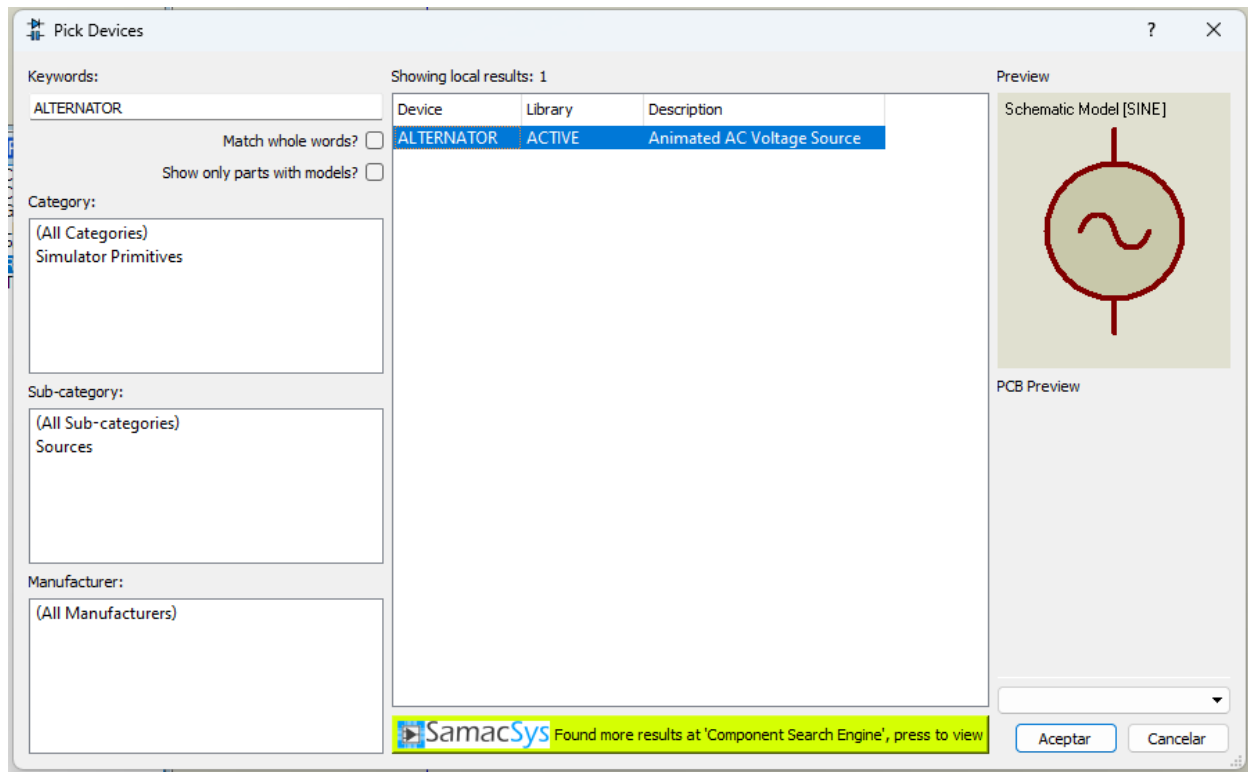 Pick Devices
?
Keywords:
ALTERNATOR
Match whole words?
Show only parts with models?
Category:
(All Categories)
Simulator Primitives
Sub-category:
(All Sub-categories)
Sources
Manufacturer:
(All Manufacturers)
Showing local results: 1
Device Library Description
ALTERNATOR ACTIVE Animated AC Voltage Source
SamacSys Found more results at 'Component Search Engine', press to view
Preview
Schematic Model [SINE]
PCB Preview
Aceptar Cancelar